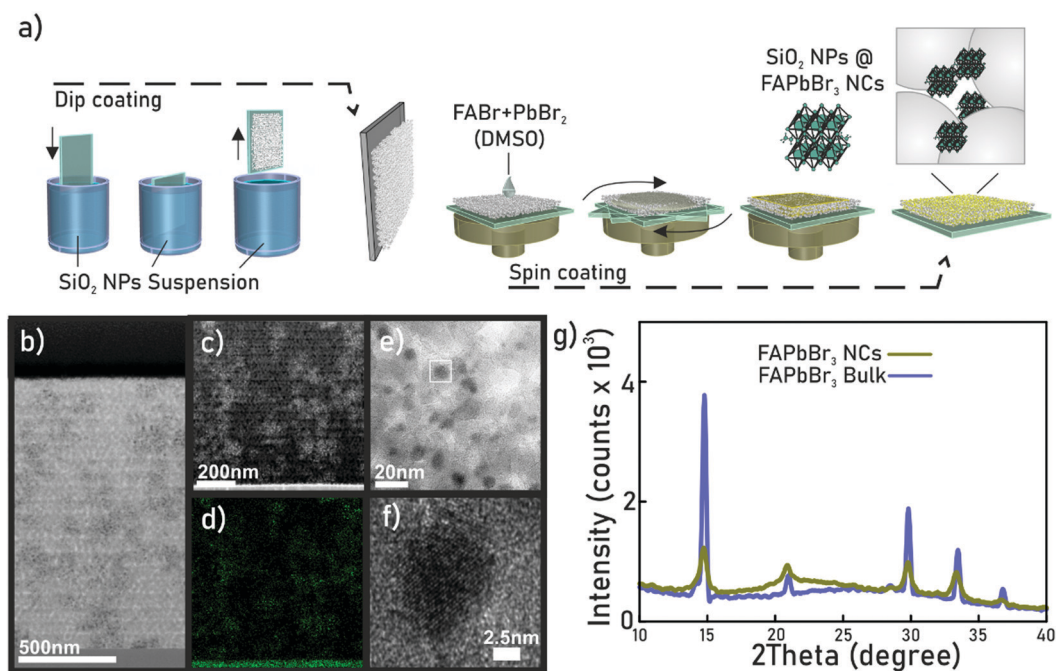 a)
Dip coating
SiO₂ NPs Suspension
FABr+PbBr₂
(DMSO)
SiO₂ NPs @
FAPbBr₃ NCs
Spin coating
b)
500nm
c)
200nm
d)
e)
20nm
f)
2.5nm
g)
FAPbBr₃ NCs
FAPbBr₃ Bulk
Intensity (counts x 10³)
4
2
0
10 15 20 25 30 35 40
2Theta (degree)